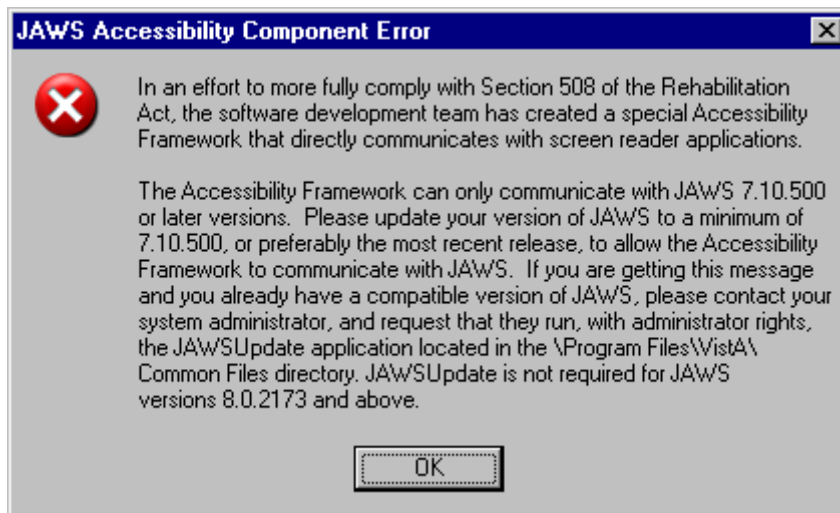 JAWS Accessibility Component Error
In an effort to more fully comply with Section 508 of the Rehabilitation
Act, the software development team has created a special Accessibility
Framework that directly communicates with screen reader applications.
The Accessibility Framework can only communicate with JAWS 7.10.500
or later versions.  Please update your version of JAWS to a minimum of
7.10.500, or preferably the most recent release, to allow the Accessibility
Framework to communicate with JAWS.  If you are getting this message
and you already have a compatible version of JAWS, please contact your
system administrator, and request that they run, with administrator rights,
the JAWSUpdate application located in the \Program Files\VistA\
Common Files directory. JAWSUpdate is not required for JAWS
versions 8.0.2173 and above.
OK